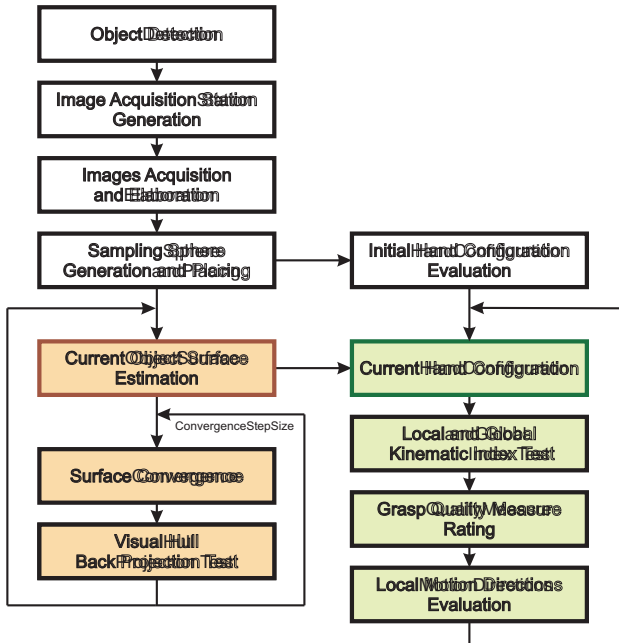 Object Detection
Image Acquisition Station
Generation
Images Acquisition
and Elaboration
Sampling Sphere
Generation and Placing
Initial Hand Configuration
Evaluation
Current Object Surface
Estimation
Current Hand Configuration
ConvergenceStepSize
Local and Global
Kinematic Index Test
Surface Convergence
Grasp Quality Measure
Rating
Visual Hull
Back Projection Test
Local Motion Directions
Evaluation